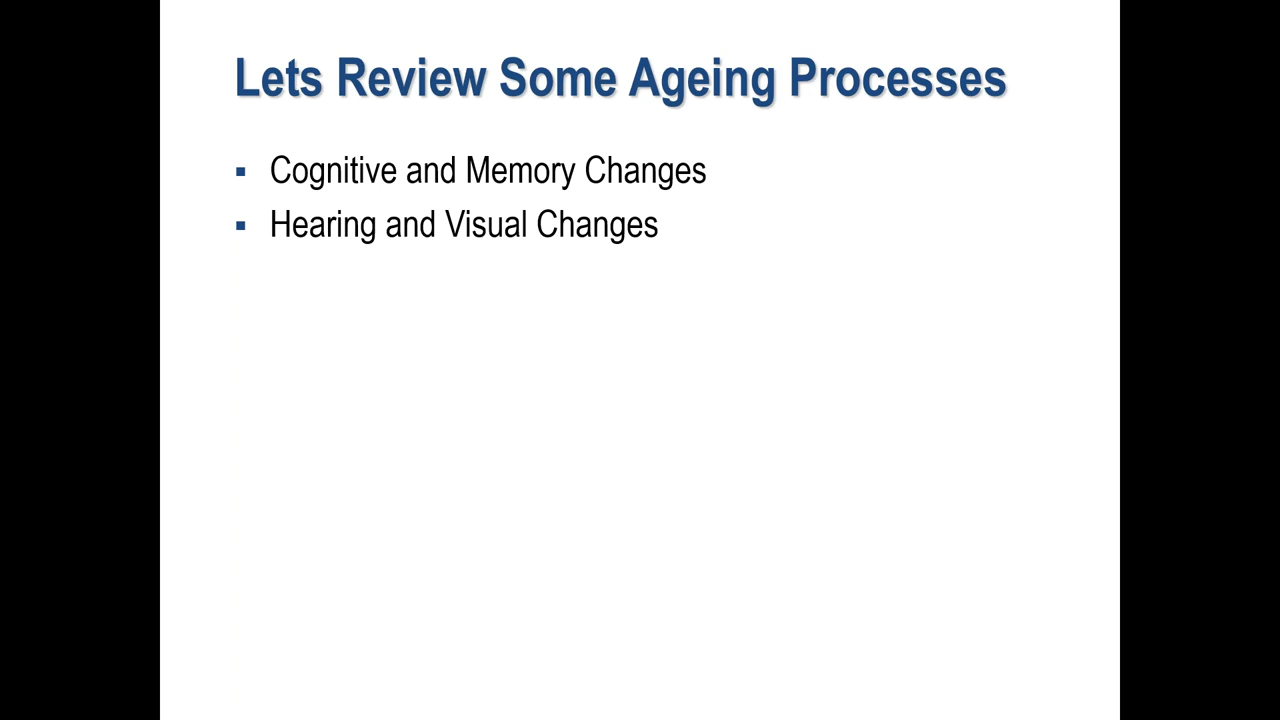 Lets Review Some Ageing Processes
▪ Cognitive and Memory Changes
▪ Hearing and Visual Changes